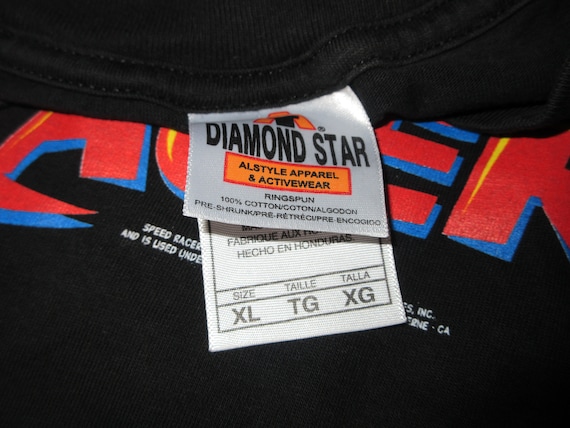 DIAMOND STAR®
ALSTYLE APPAREL
& ACTIVEWEAR
RINGSPUN
100% COTTON/COTON/ALGODON
PRE-SHRUNK/PRÉ-RÉTRÉCI/PRE ENCOGIDO
FABRIQUE AUX
HECHO EN HONDURAS.
SIZE TAILLE TALLA
XL TG XG
SPEED RACER
AND IS USED UNDE
ES, INC.
ERNE - CA